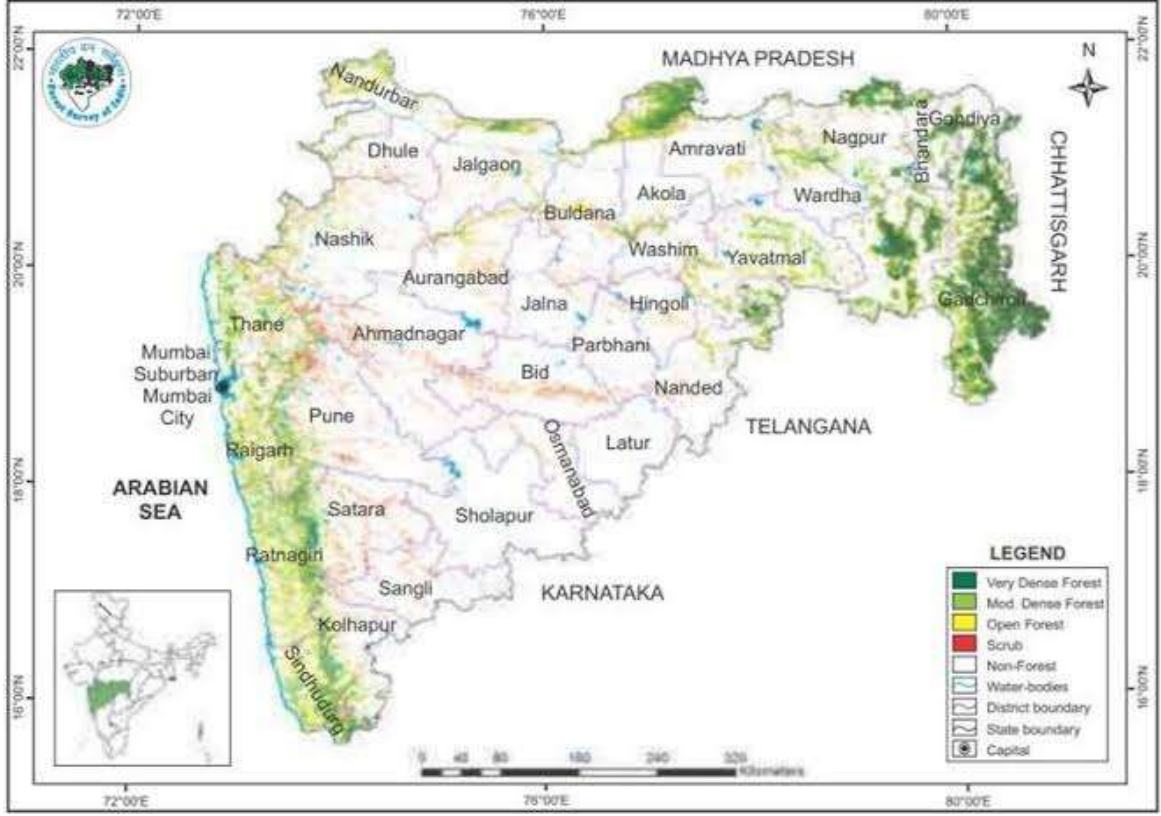 72°00'E
76°00'E
80°00'E
22°00'N
22°00'N
MADHYA PRADESH
N
Nandurbar
Dhule
Jalgaon
Amravati
Nagpur
Bhandara
Gondiya
CHHATTISGARH
Akola
Wardha
Buldana
Nashik
Washim
Yavatmal
20°00'N
20°00'N
Aurangabad
Jalna
Hingoli
Gadchiroli
Thane
Ahmadnagar
Parbhani
Mumbai
Suburban
Mumbai
City
Bid
Nanded
Pune
TELANGANA
Raigarh
Latur
Osmanabad
18°00'N
18°00'N
ARABIAN
SEA
Satara
Sholapur
Ratnagiri
Sangli
KARNATAKA
Kolhapur
Sindhudurg
LEGEND
Very Dense Forest
Mod. Dense Forest
Open Forest
Scrub
Non-Forest
Water-bodies
District boundary
State boundary
Capital
16°00'N
16°00'N
0 40 80 160 240 320
Kilometers
72°00'E
76°00'E
80°00'E